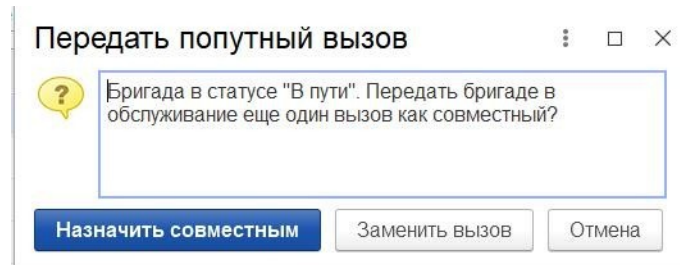 Передать попутный вызов
?
Бригада в статусе "В пути". Передать бригаде в
обслуживание еще один вызов как совместный?
Назначить совместным Заменить вызов Отмена